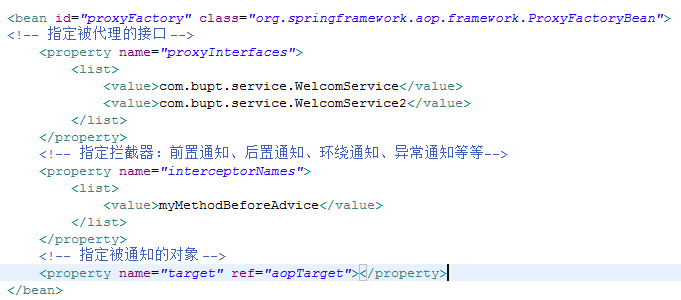 <bean id="proxyFactory" class="org.springframework.aop.framework.ProxyFactoryBean">
<!-- 指定被代理的接口 -->
<property name="proxyInterfaces">
<list>
<value>com.bupt.service.WelcomService</value>
<value>com.bupt.service.WelcomService2</value>
</list>
</property>
<!-- 指定拦截器：前置通知、后置通知、环绕通知、异常通知等等-->
<property name="interceptorNames">
<list>
<value>myMethodBeforeAdvice</value>
</list>
</property>
<!-- 指定被通知的对象 -->
<property name="target" ref="aopTarget"></property>
</bean>